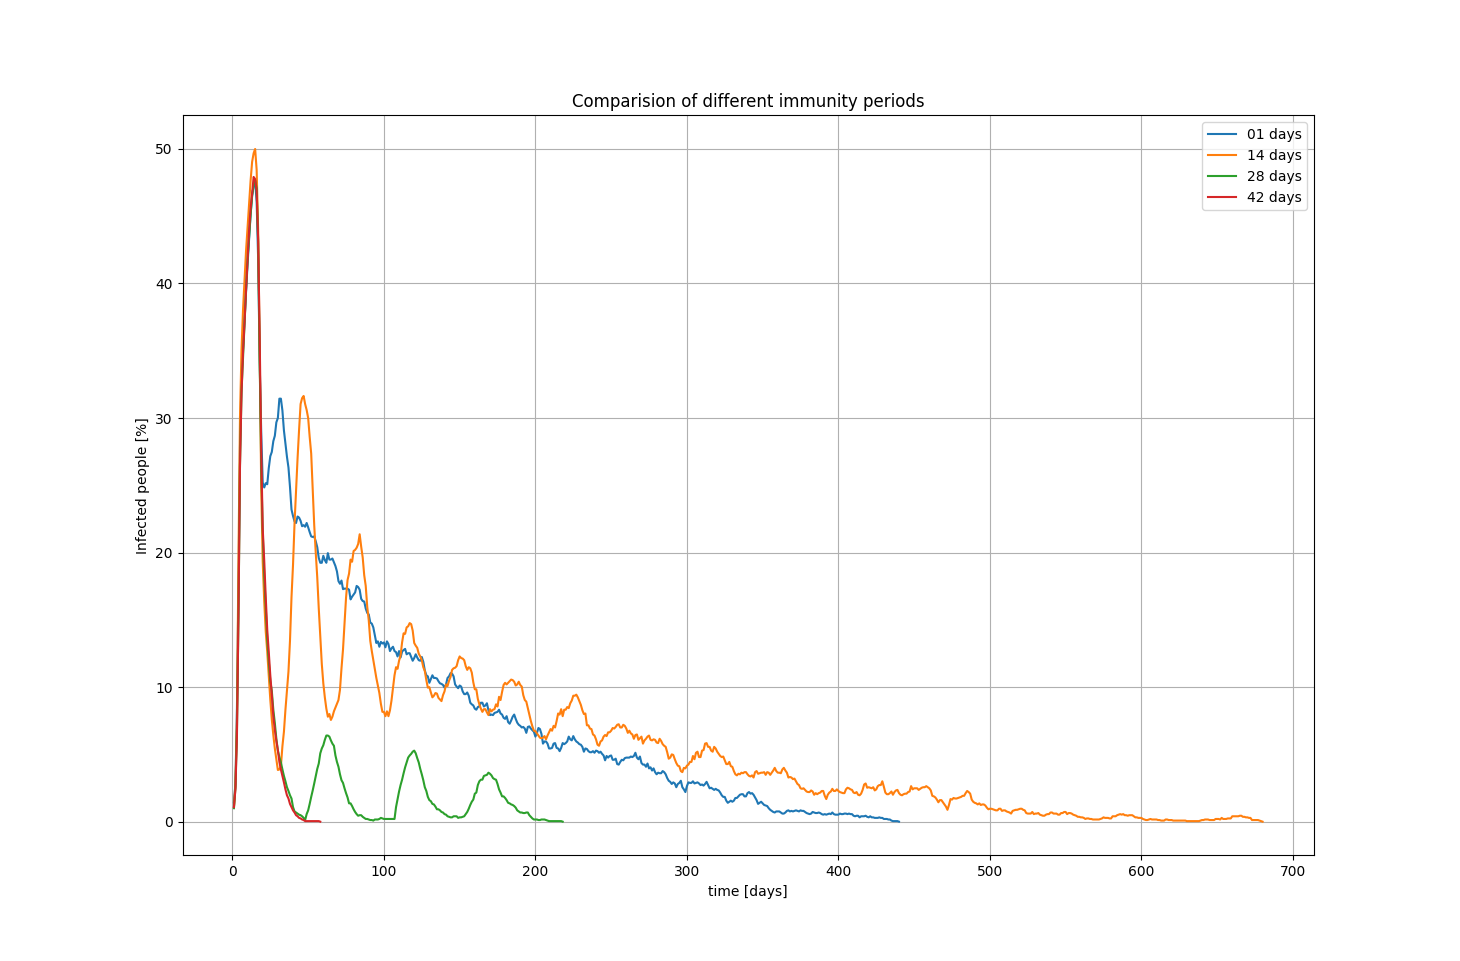 Comparision of different immunity periods
01 days
14 days
28 days
42 days
Infected people [%]
50
40
30
20
10
0
0 100 200 300 400 500 600 700
time [days]